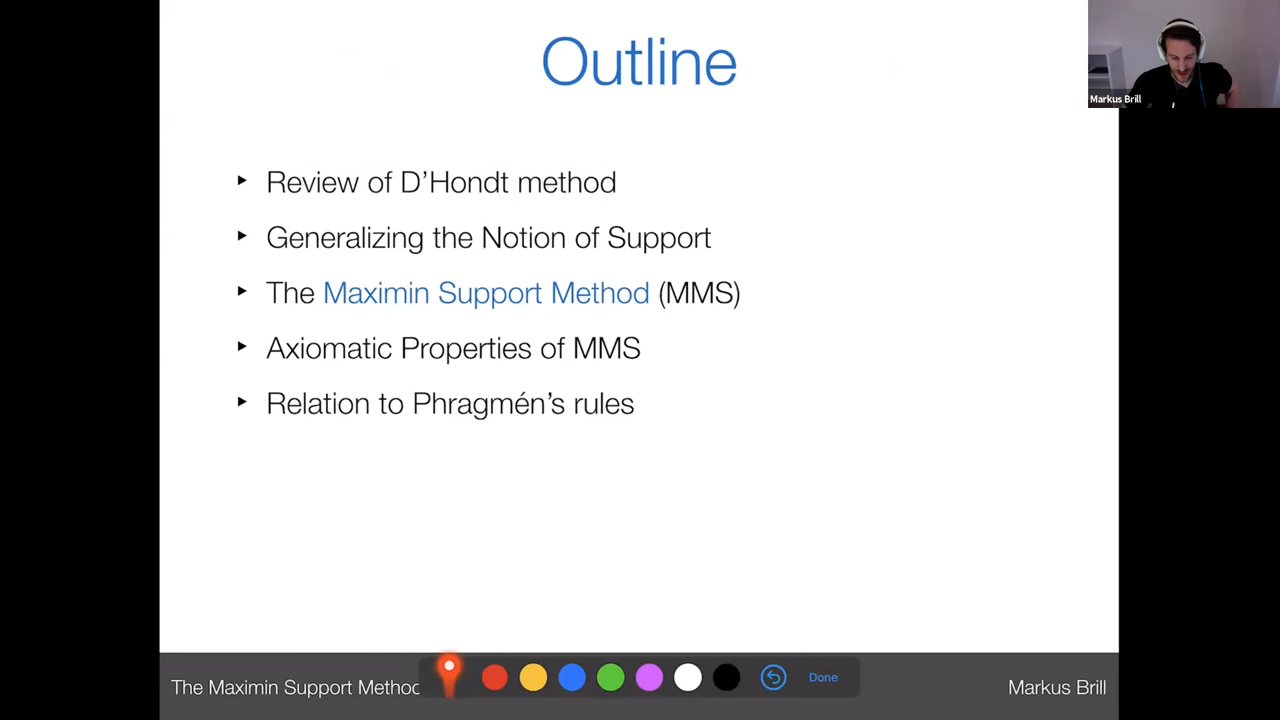 Outline
Markus Brill
‣ Review of D'Hondt method
‣ Generalizing the Notion of Support
‣ The Maximin Support Method (MMS)
‣ Axiomatic Properties of MMS
‣ Relation to Phragmén's rules
The Maximin Support Method
Done
Markus Brill